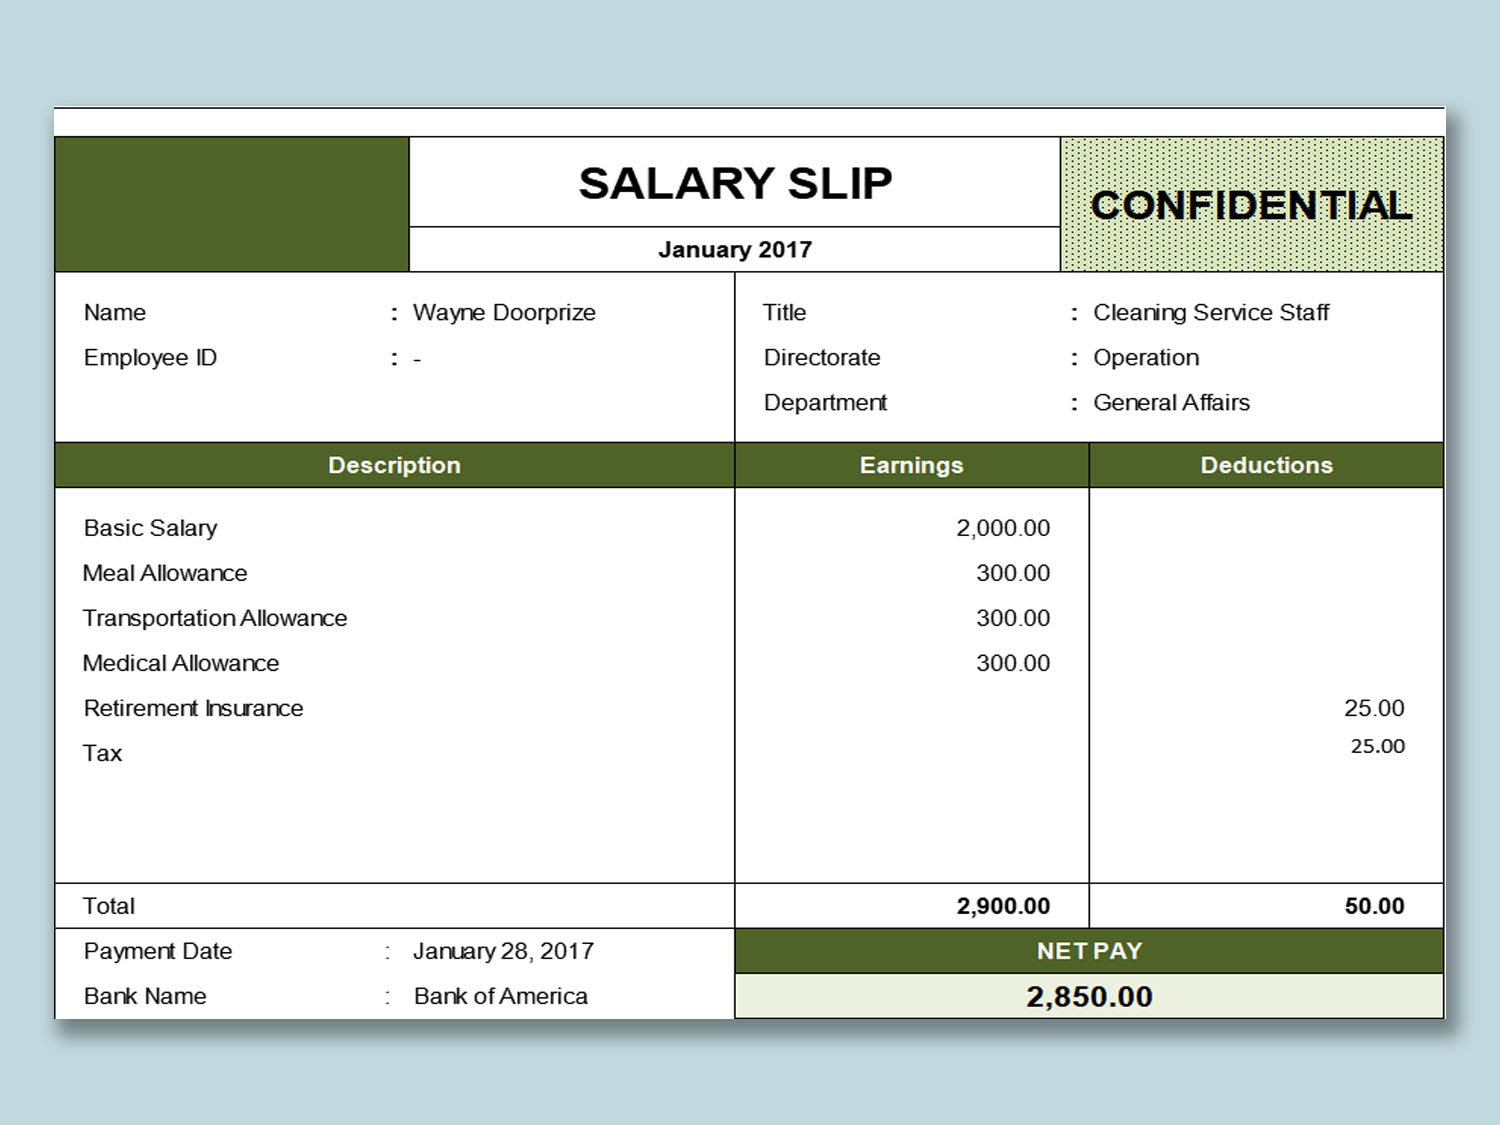 SALARY SLIP
CONFIDENTIAL
January 2017
Name : Wayne Doorprize Title : Cleaning Service Staff
Employee ID : - Directorate : Operation
Department : General Affairs
Description Earnings Deductions
Basic Salary 2,000.00
Meal Allowance 300.00
Transportation Allowance 300.00
Medical Allowance 300.00
Retirement Insurance 25.00
Tax 25.00
Total 2,900.00 50.00
Payment Date : January 28, 2017 NET PAY
Bank Name : Bank of America 2,850.00